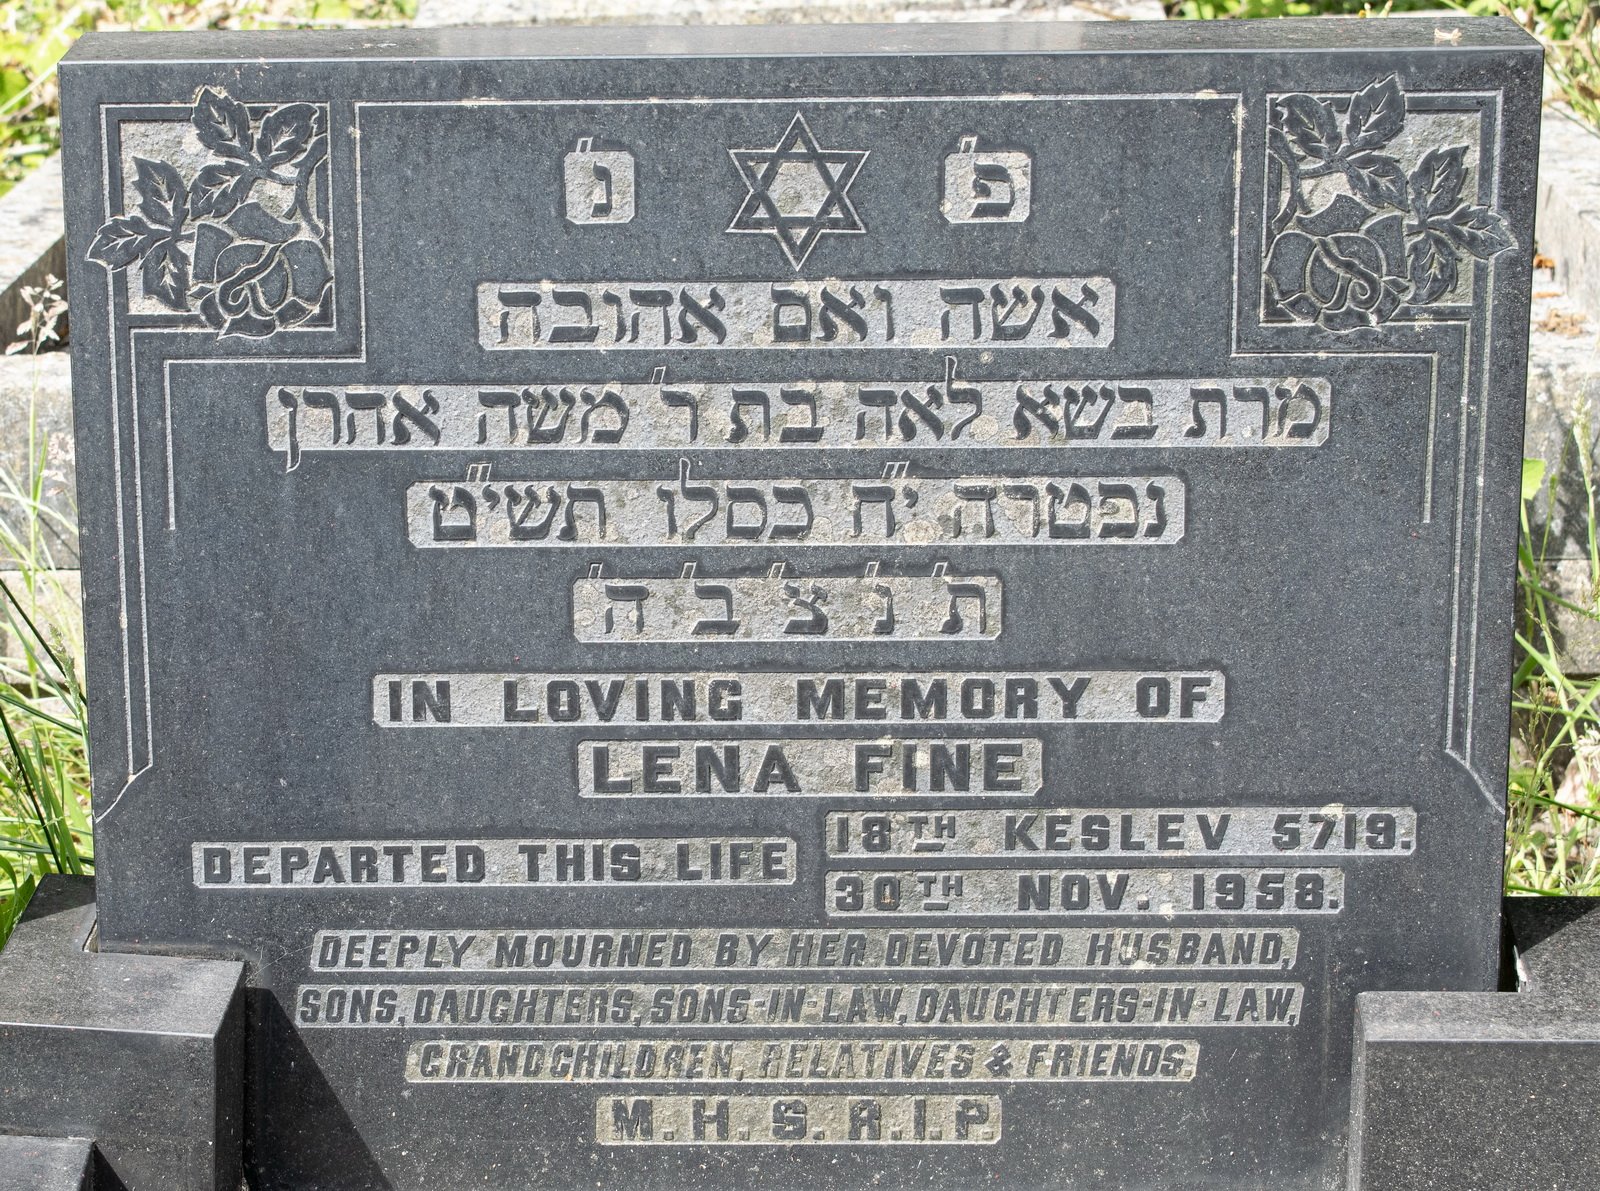 פ' נ'
אשה ואם אהובה
מרת בשא לאה בת ר' משה אהרן
נפטרה י"ח כסלו תשי"ט
ת' נ' צ' ב' ה'
IN LOVING MEMORY OF
LENA FINE
DEPARTED THIS LIFE
18TH KESLEV 5719.
30TH NOV. 1958.
DEEPLY MOURNED BY HER DEVOTED HUSBAND,
SONS, DAUGHTERS, SONS-IN-LAW, DAUGHTERS-IN-LAW,
GRANDCHILDREN, RELATIVES & FRIENDS.
M.H.S.R.I.P.